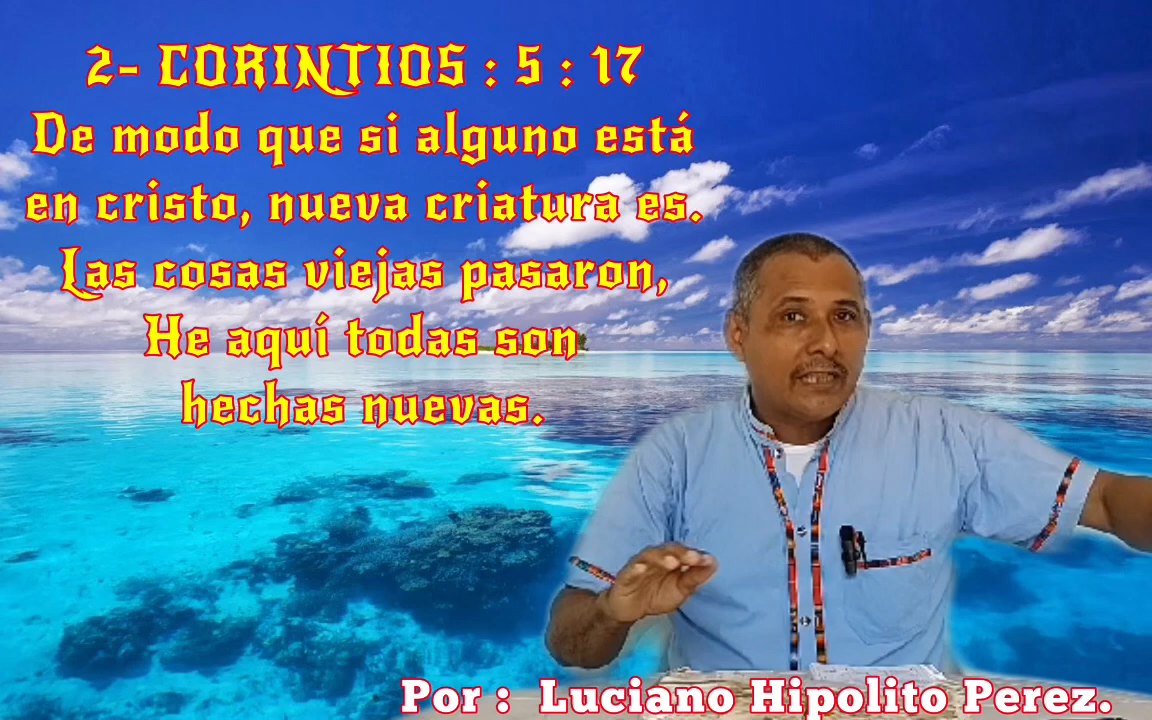 2- CORINTIOS : 5 : 17
De modo que si alguno está
en cristo, nueva criatura es.
Las cosas viejas pasaron,
He aquí todas son
hechas nuevas.
Por : Luciano Hipolito Perez.